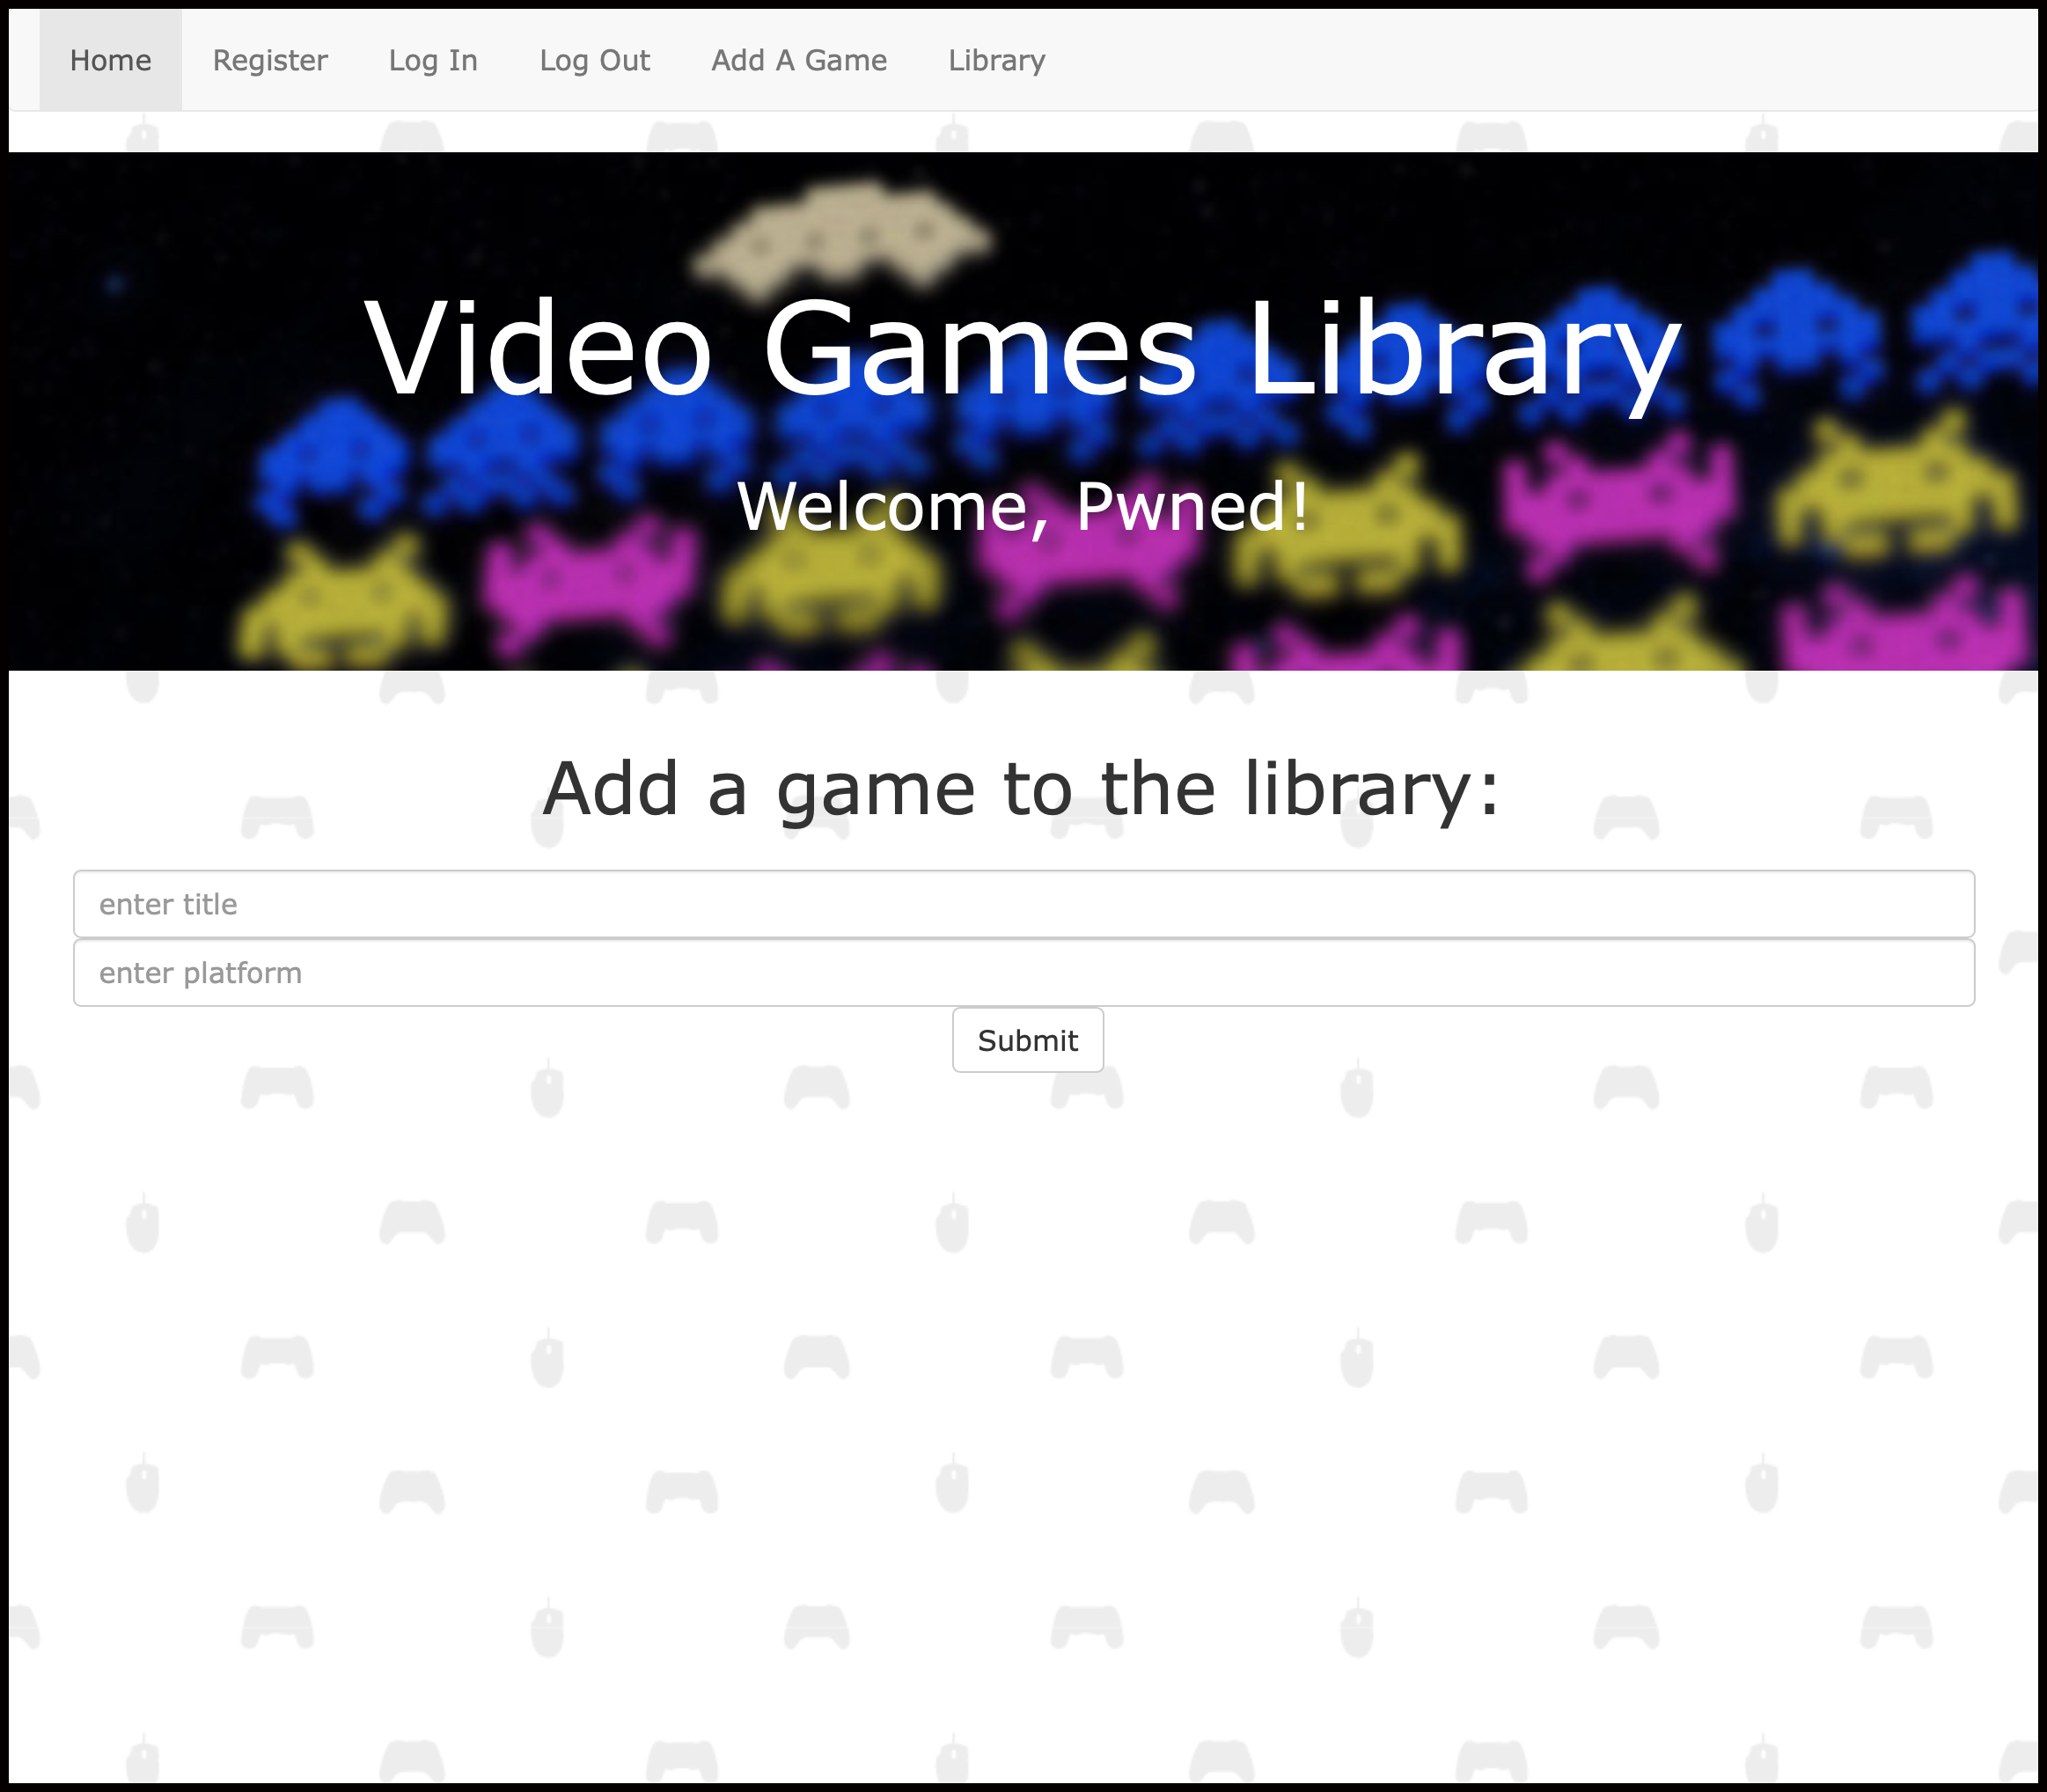 Home Register Log In Log Out Add A Game Library
Video Games Library
Welcome, Pwned!
Add a game to the library:
enter title
enter platform
Submit